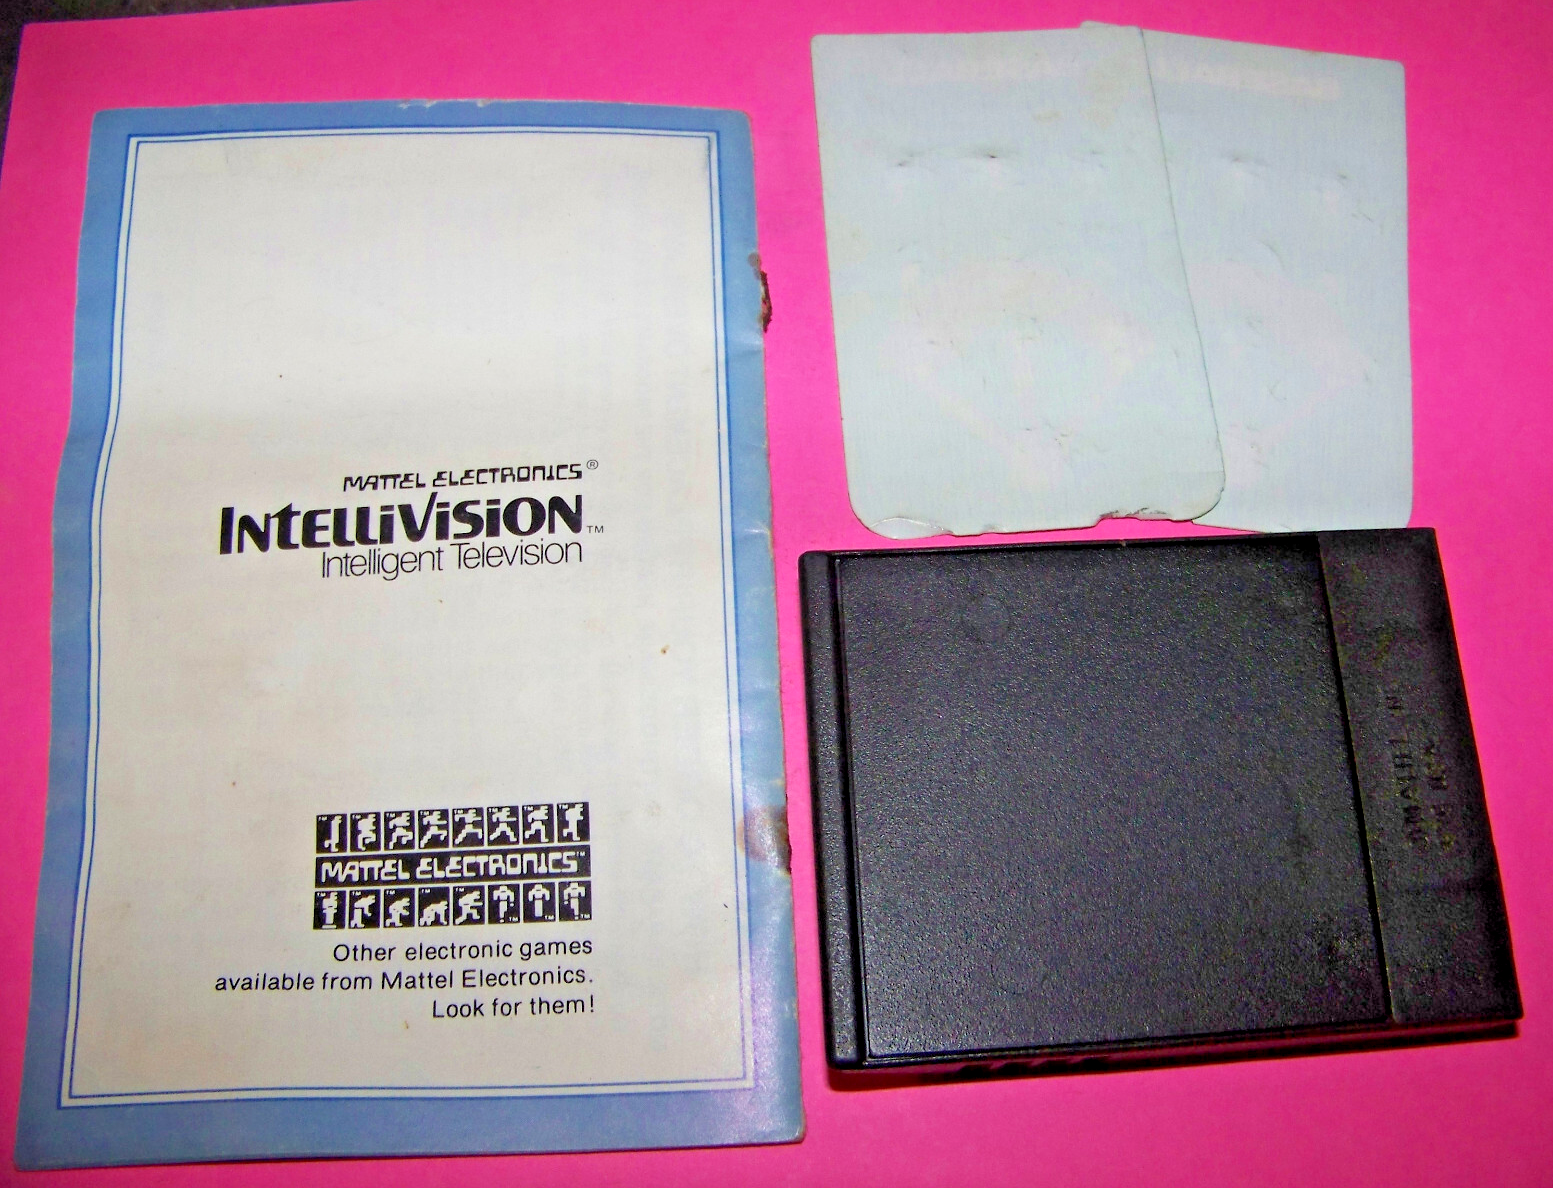 MATTEL ELECTRONICS®
INTELLIVISION™
Intelligent Television
MATTEL ELECTRONICS™
Other electronic games
available from Mattel Electronics.
Look for them!